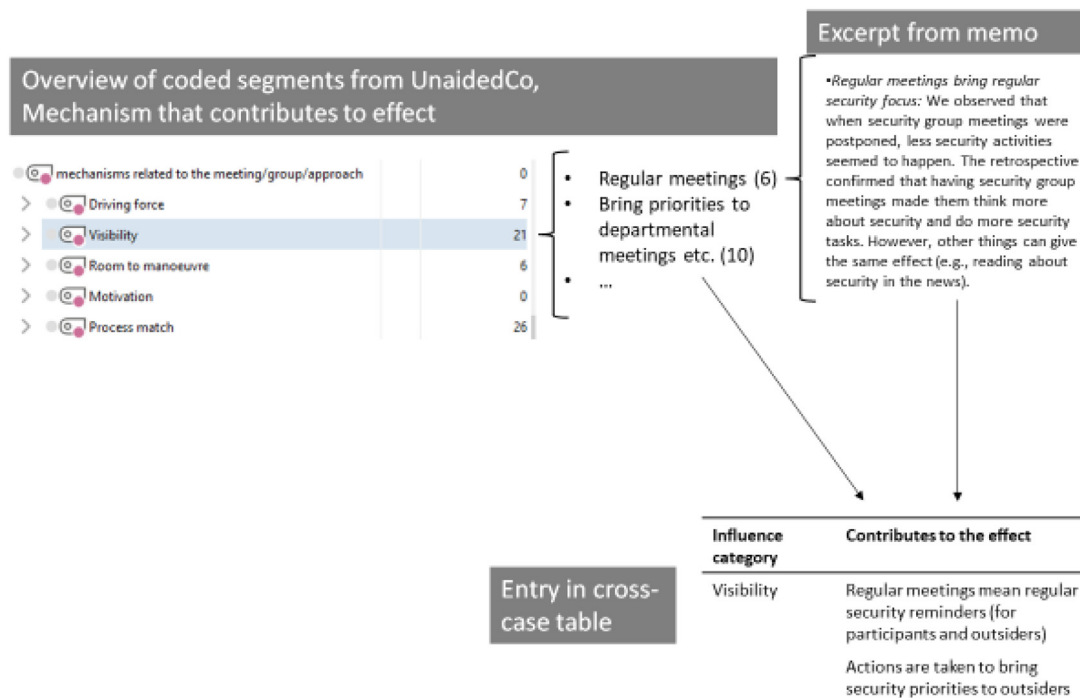 Excerpt from memo
Overview of coded segments from UnaidedCo,
Mechanism that contributes to effect
•Regular meetings bring regular
security focus: We observed that
when security group meetings were
postponed, less security activities
seemed to happen. The retrospective
confirmed that having security group
meetings made them think more
about security and do more security
tasks. However, other things can give
the same effect (e.g., reading about
security in the news).
mechanisms related to the meeting/group/approach 0
Driving force 7
Visibility 21
Room to manoeuvre 6
Motivation 0
Process match 26
• Regular meetings (6)
• Bring priorities to
departmental
meetings etc. (10)
• ...
Entry in cross-
case table
Influence
category
Contributes to the effect
Visibility
Regular meetings mean regular
security reminders (for
participants and outsiders)
Actions are taken to bring
security priorities to outsiders